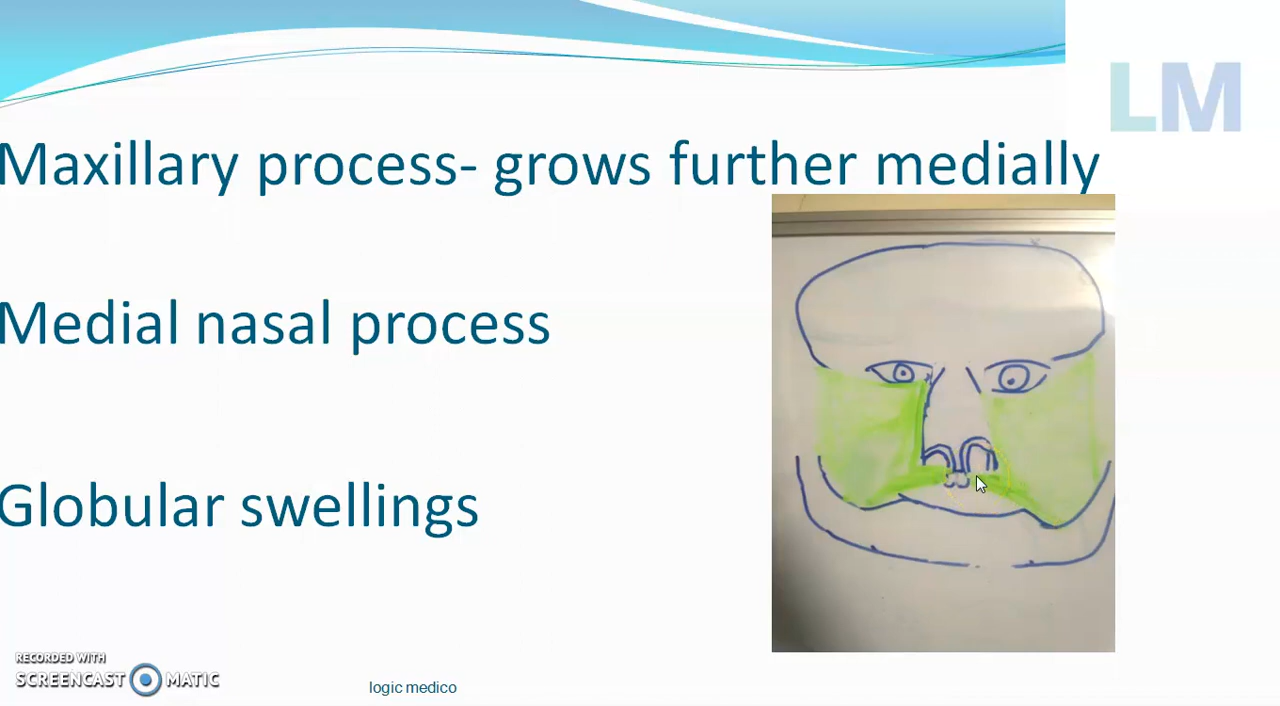 LM
Maxillary process- grows further medially
Medial nasal process
Globular swellings
RECORDED WITH
SCREENCAST MATIC
logic medico